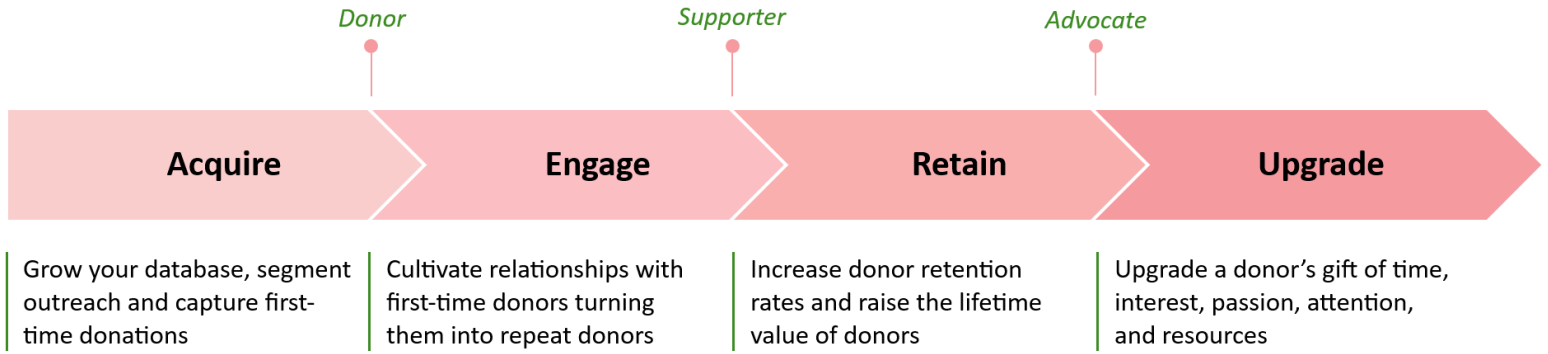 Donor
Supporter
Advocate
Acquire
Engage
Retain
Upgrade
Grow your database, segment
outreach and capture first-
time donations
Cultivate relationships with
first-time donors turning
them into repeat donors
Increase donor retention
rates and raise the lifetime
value of donors
Upgrade a donor’s gift of time,
interest, passion, attention,
and resources